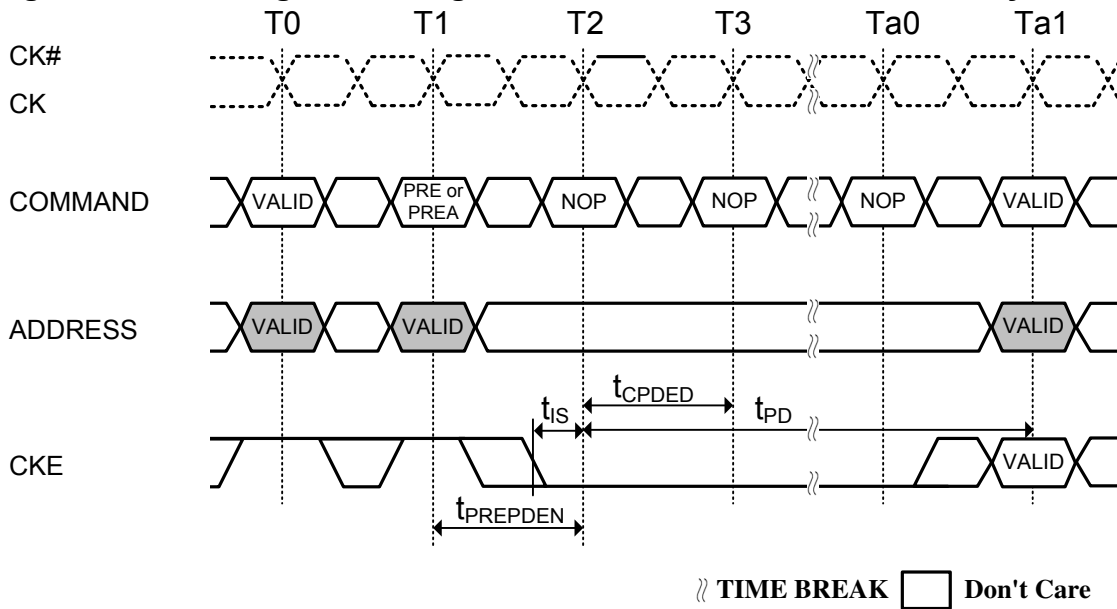 T0 T1 T2 T3 Ta0 Ta1
CK#
CK
COMMAND VALID PRE or PREA NOP NOP NOP VALID
ADDRESS VALID VALID VALID
tIS tCPDED tPD
CKE VALID
tPREPDEN
TIME BREAK Don't Care